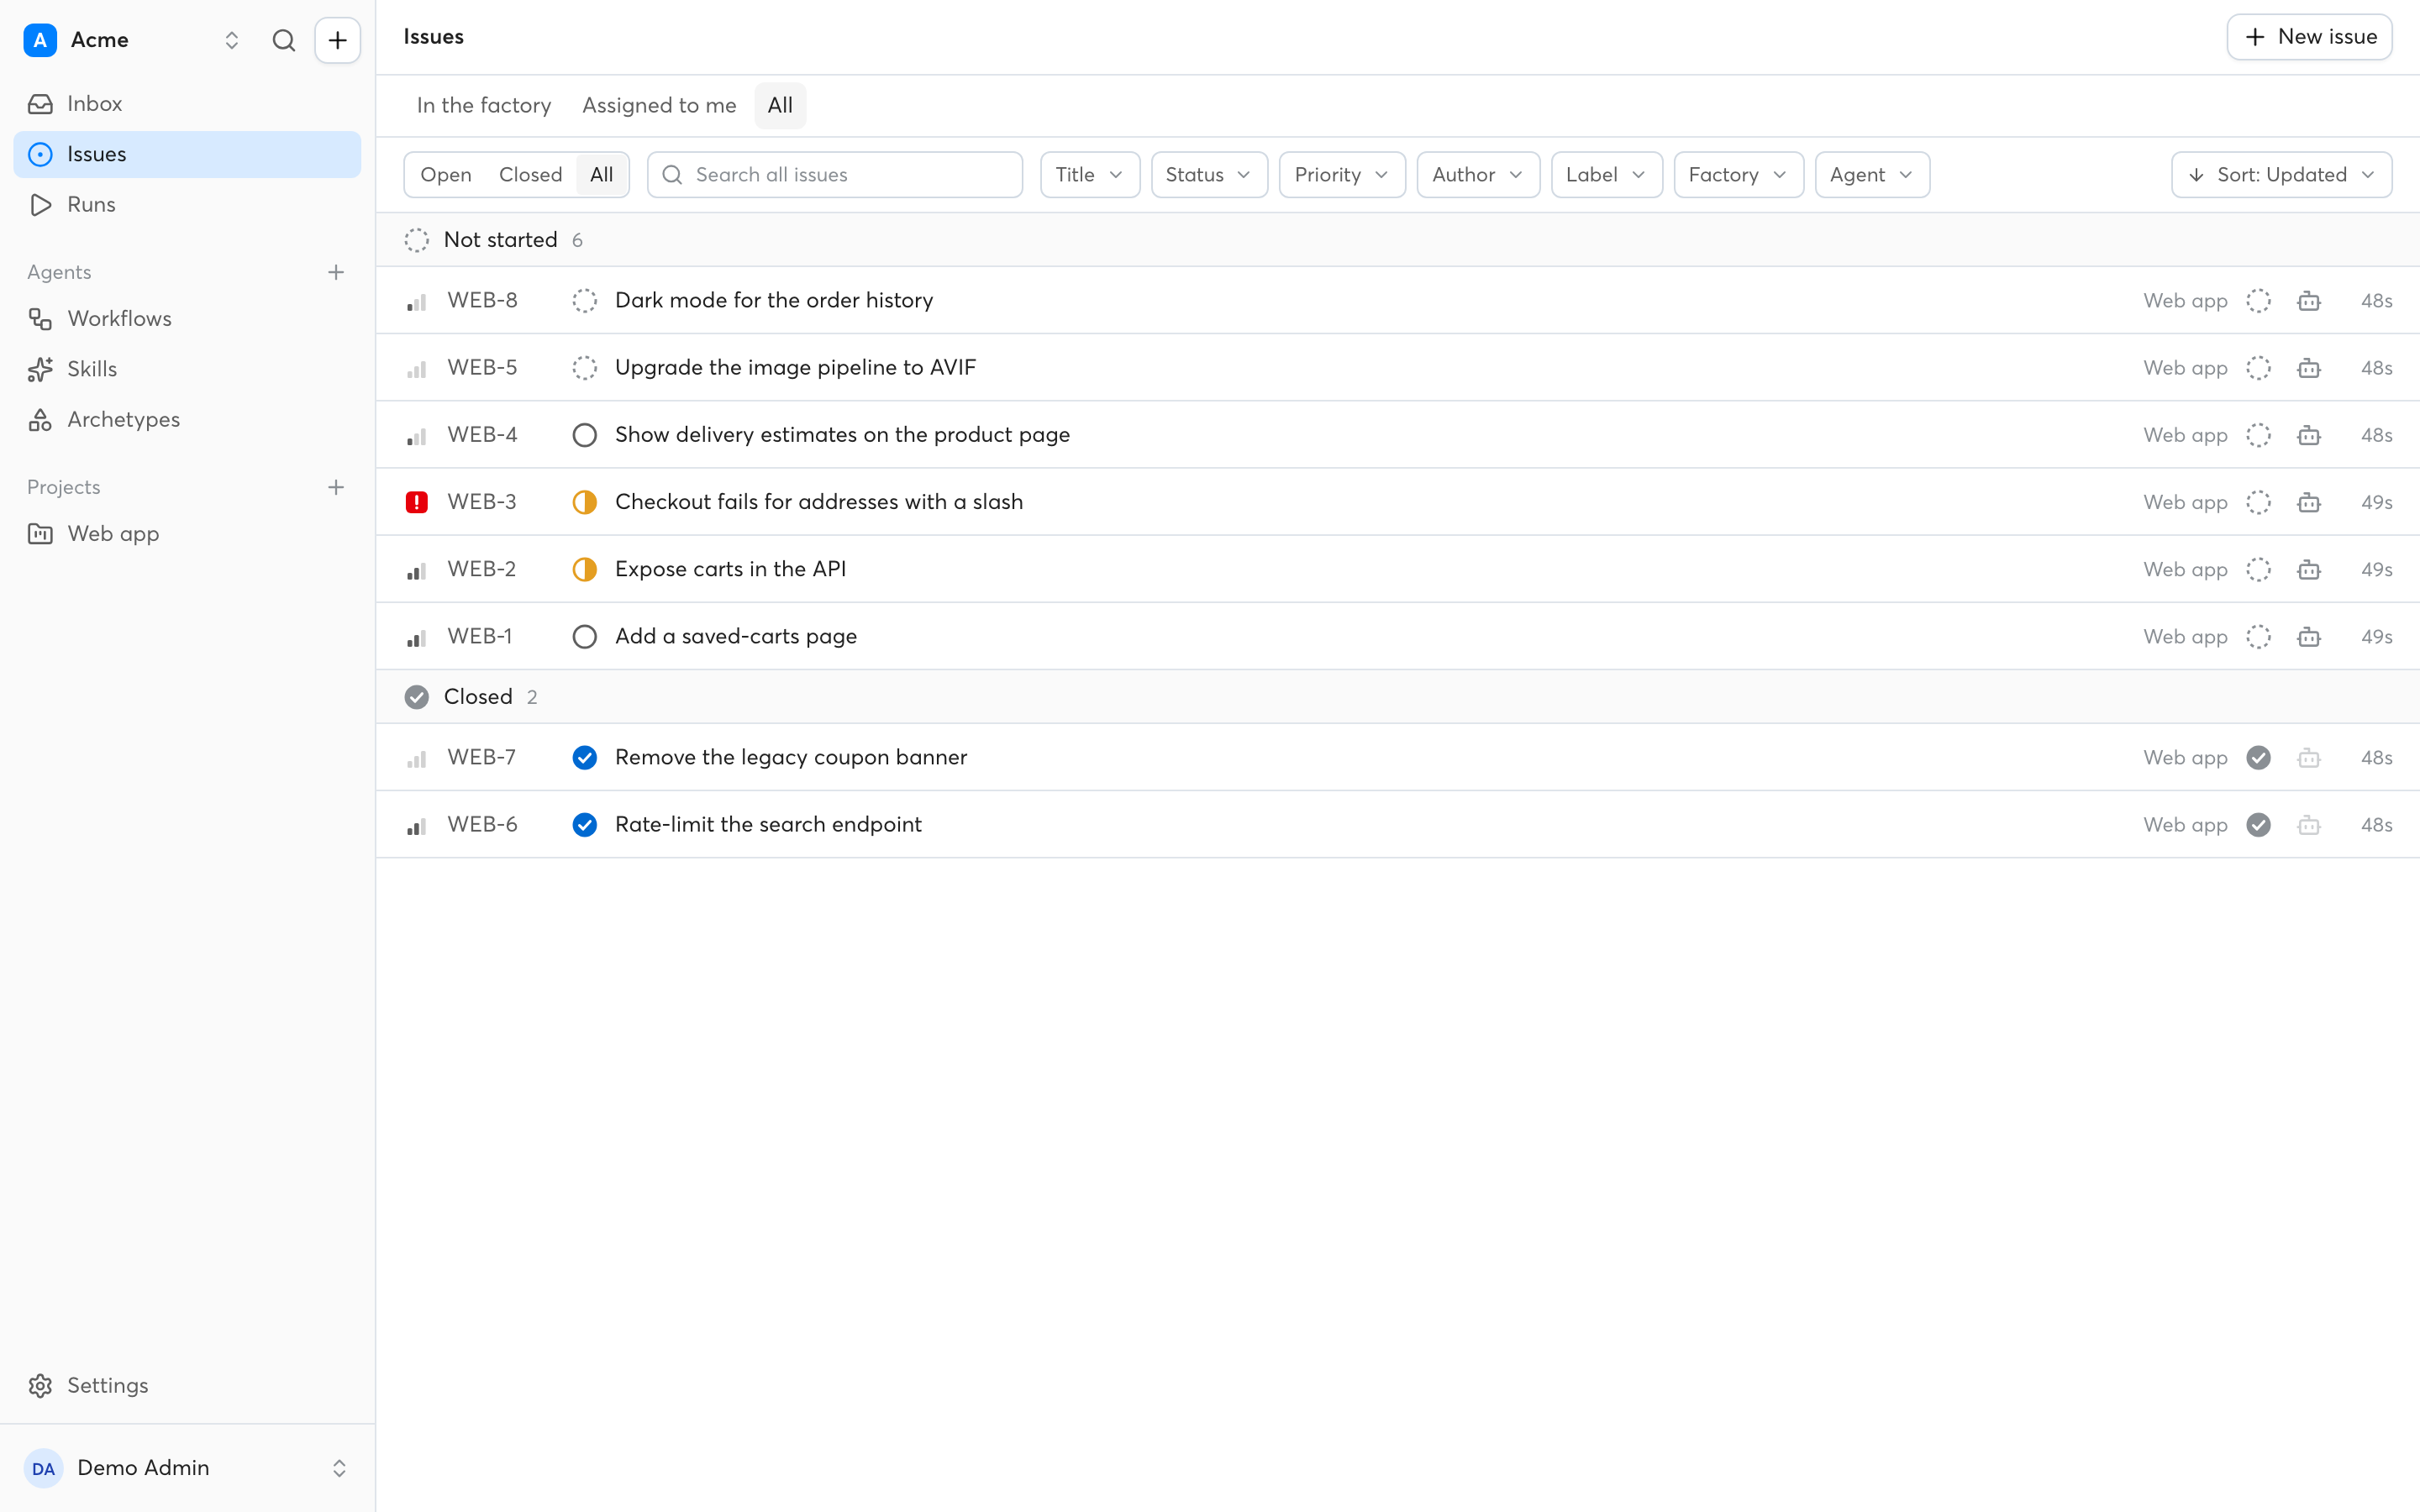 A Acme
Inbox
Issues
Runs
Agents
Workflows
Skills
Archetypes
Projects
Web app
Settings
DA Demo Admin
Issues
New issue
In the factory Assigned to me All
Open Closed All Search all issues Title Status Priority Author Label Factory Agent Sort: Updated
Not started 6
WEB-8 Dark mode for the order history Web app 48s
WEB-5 Upgrade the image pipeline to AVIF Web app 48s
WEB-4 Show delivery estimates on the product page Web app 48s
WEB-3 Checkout fails for addresses with a slash Web app 49s
WEB-2 Expose carts in the API Web app 49s
WEB-1 Add a saved-carts page Web app 49s
Closed 2
WEB-7 Remove the legacy coupon banner Web app 48s
WEB-6 Rate-limit the search endpoint Web app 48s